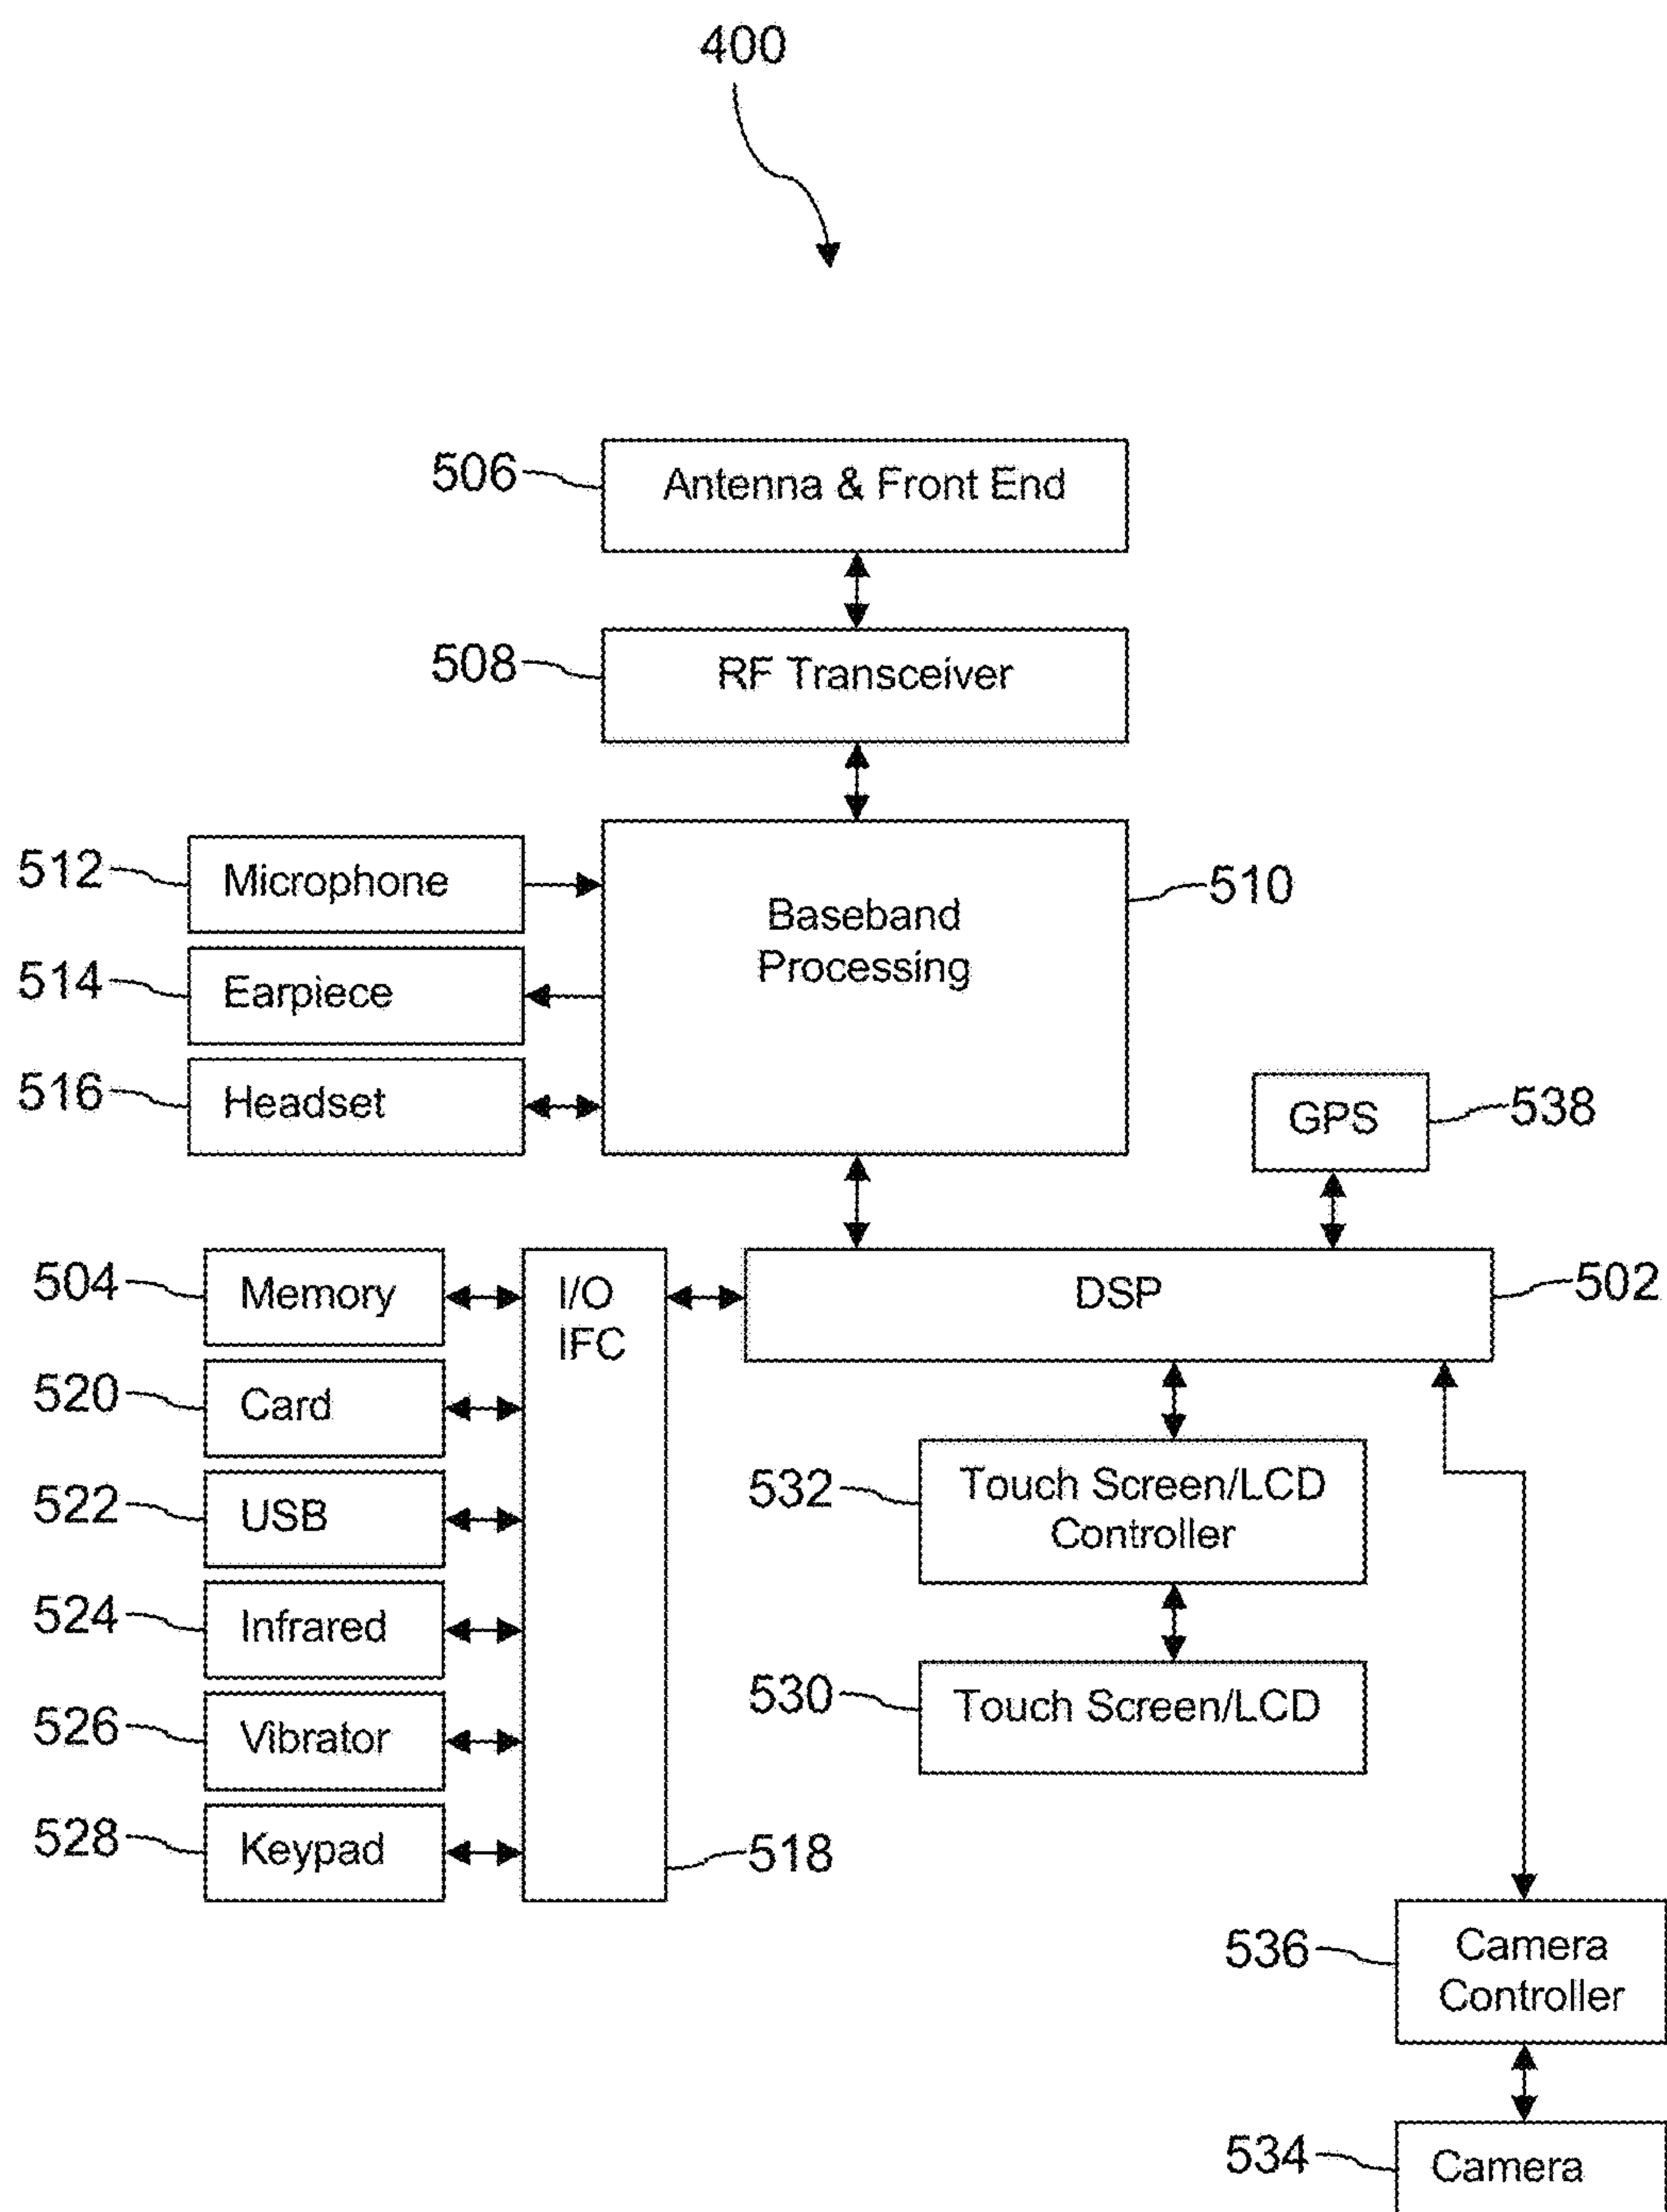 400
506
Antenna & Front End
508
RF Transceiver
512
Microphone
Baseband
Processing
510
514
Earpiece
516
Headset
GPS
538
504
Memory
I/O
IFC
DSP
502
520
Card
522
USB
532
Touch Screen/LCD
Controller
524
Infrared
526
Vibrator
530
Touch Screen/LCD
528
Keypad
518
536
Camera
Controller
534
Camera